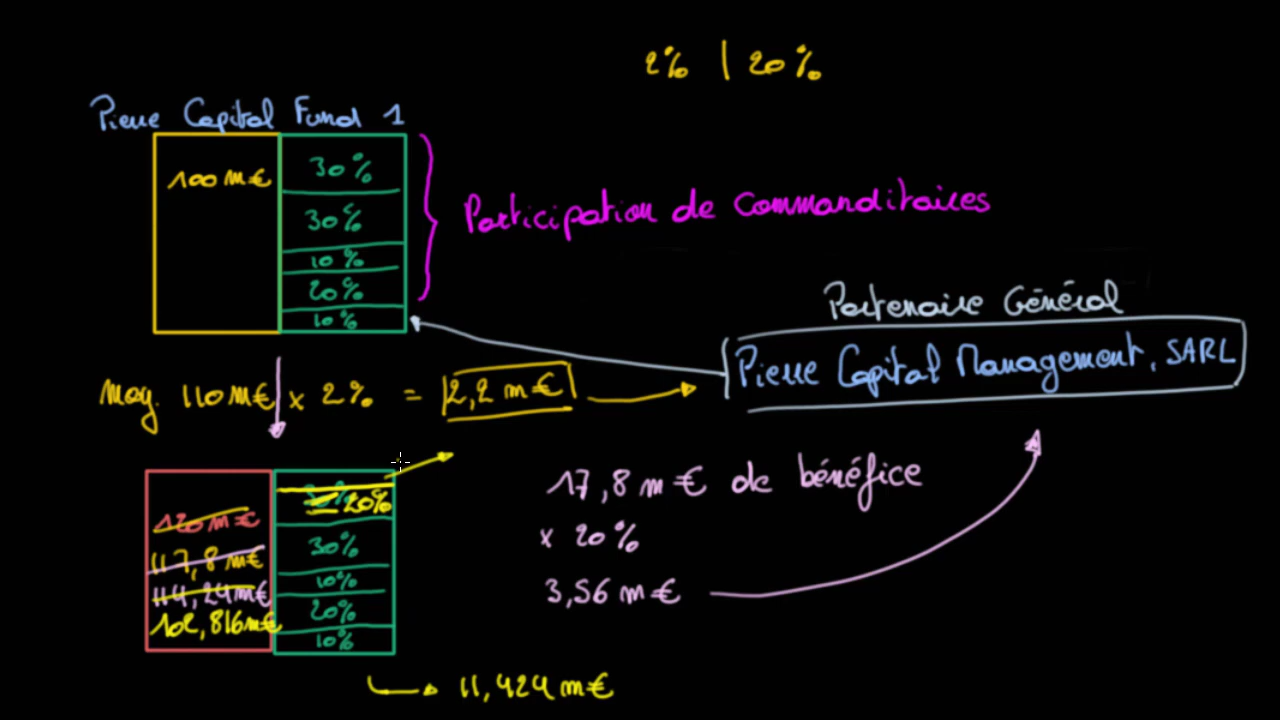 2% | 20%
Pierre Capital Fund 1
100 m€
30%
30%
10%
20%
10%
Participation de Commanditaires
Partenaire Général
Pierre Capital Management, SARL
Moy. 110 M€ x 2% = 2,2 m€
120 m€
117,8 m€
114,24 m€
102,816 m€
30% 20%
30%
10%
20%
10%
17,8 m€ de bénéfice
x 20%
3,56 m€
11,424 m€